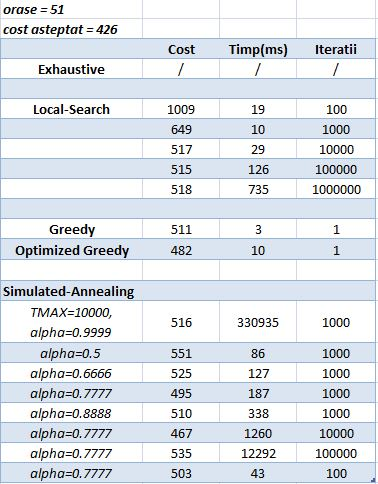 orase = 51
cost asteptat = 426
Cost Timp(ms) Iteratii
Exhaustive / / /
Local-Search 1009 19 100
649 10 1000
517 29 10000
515 126 100000
518 735 1000000
Greedy 511 3 1
Optimized Greedy 482 10 1
Simulated-Annealing
TMAX=10000,
alpha=0.9999 516 330935 1000
alpha=0.5 551 86 1000
alpha=0.6666 525 127 1000
alpha=0.7777 495 187 1000
alpha=0.8888 510 338 1000
alpha=0.7777 467 1260 10000
alpha=0.7777 535 12292 100000
alpha=0.7777 503 43 100